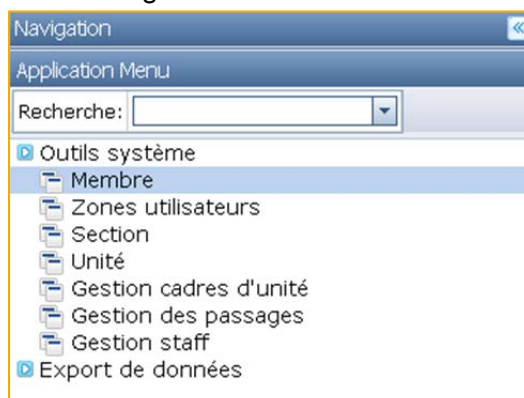 Navigation
Application Menu
Recherche:
Outils système
Membre
Zones utilisateurs
Section
Unité
Gestion cadres d'unité
Gestion des passages
Gestion staff
Export de données